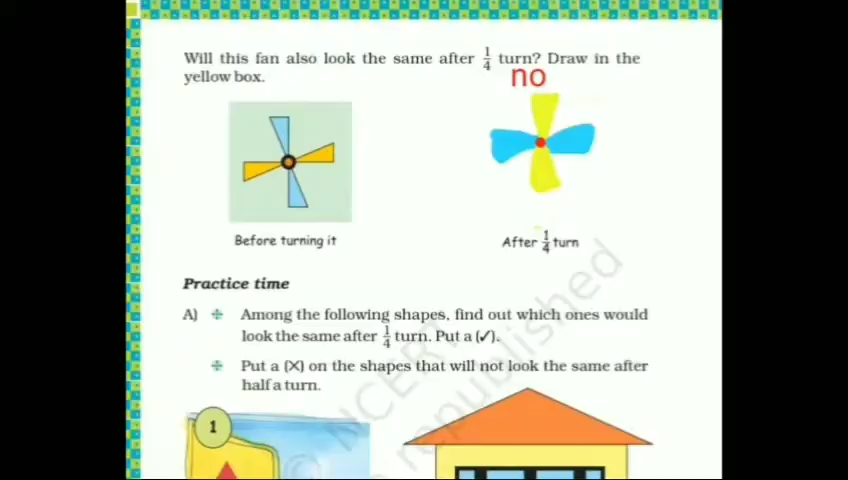 Will this fan also look the same after 1/4 turn? Draw in the
yellow box.
no
Before turning it
After 1/4 turn
Practice time
A) Among the following shapes, find out which ones would
look the same after 1/4 turn. Put a (✓).
Put a (X) on the shapes that will not look the same after
half a turn.
1
© NCERT
republished